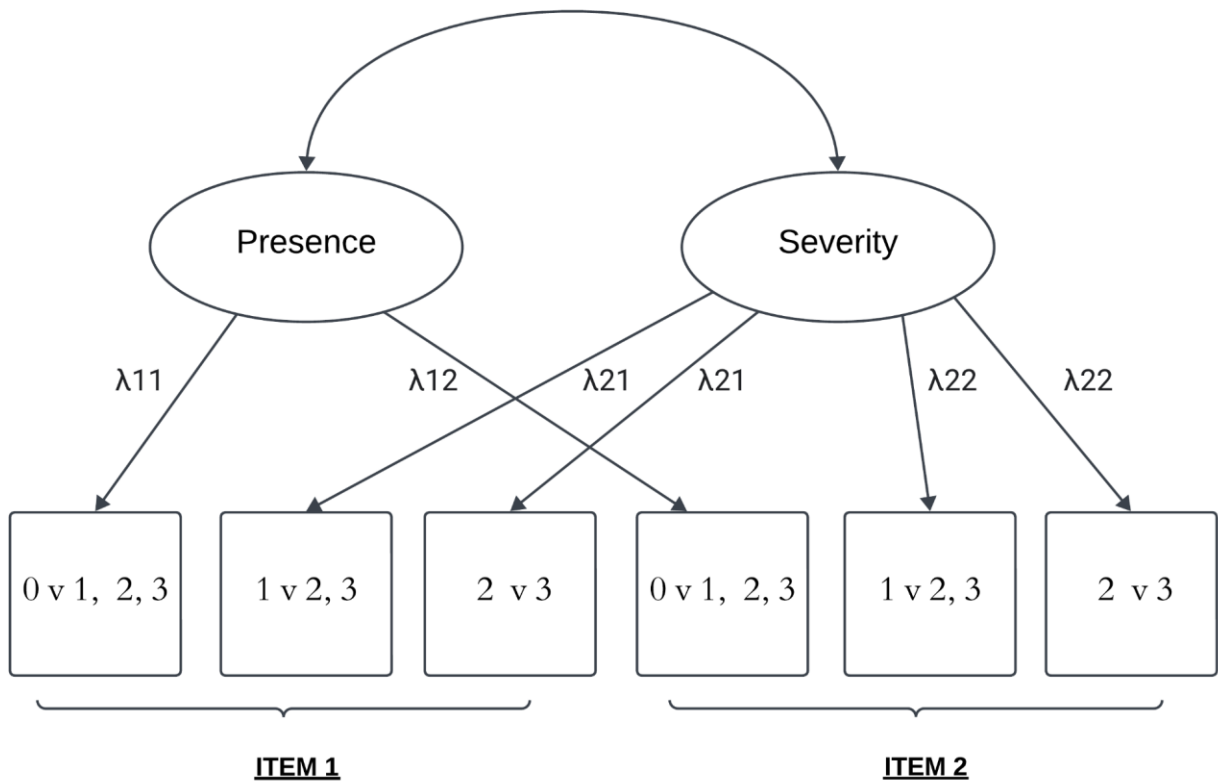 Presence
Severity
λ11
λ12
λ21
λ21
λ22
λ22
0 v 1, 2, 3
1 v 2, 3
2 v 3
0 v 1, 2, 3
1 v 2, 3
2 v 3
ITEM 1
ITEM 2